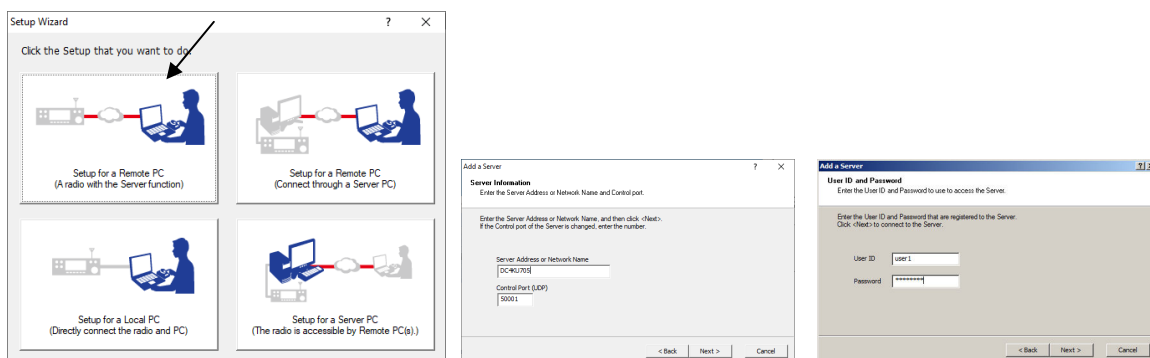 Setup Wizard
Click the Setup that you want to do.
Setup for a Remote PC
(A radio with the Server function)
Setup for a Remote PC
(Connect through a Server PC)
Setup for a Local PC
(Directly connect the radio and PC)
Setup for a Server PC
(The radio is accessible by Remote PC(s).)
Add a Server
Server Information
Enter the Server Address or Network Name and Control port.
Enter the Server Address or Network Name, and then click <Next>.
If the Control port of the Server is changed, enter the number.
Server Address or Network Name
DC4KU705
Control Port (UDP)
50001
< Back Next > Cancel
Add a Server
User ID and Password
Enter the User ID and Password to use to access the Server.
Enter the User ID and Password that are registered to the Server.
Click <Next> to connect to the Server.
User ID user1
Password ********
< Back Next > Cancel